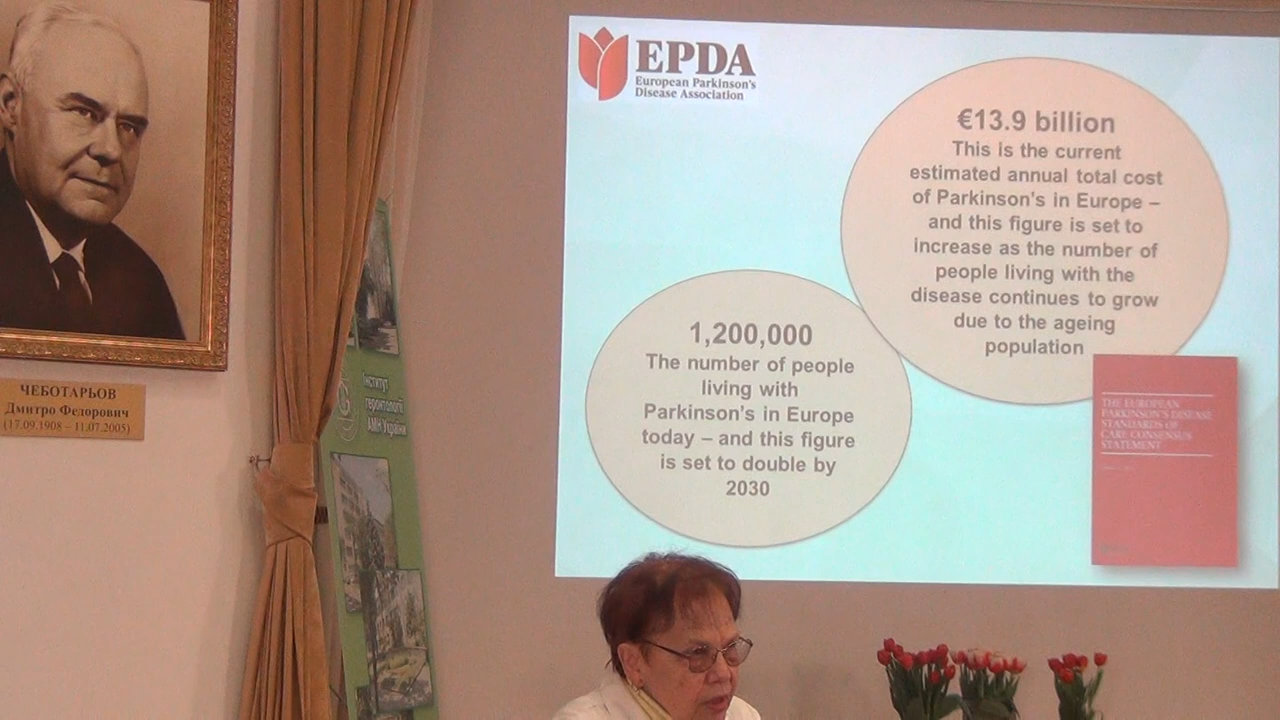 ЧЕБОТАРЬОВ
Дмитро Федорович
(17.09.1908 – 11.07.2005)
Інститут
геронтології
АМН України
EPDA
European Parkinson's
Disease Association
€13.9 billion
This is the current
estimated annual total cost
of Parkinson's in Europe –
and this figure is set to
increase as the number of
people living with the
disease continues to grow
due to the ageing
population
1,200,000
The number of people
living with
Parkinson's in Europe
today – and this figure
is set to double by
2030
THE EUROPEAN
PARKINSON'S DISEASE
STANDARDS OF
CARE CONSENSUS
STATEMENT